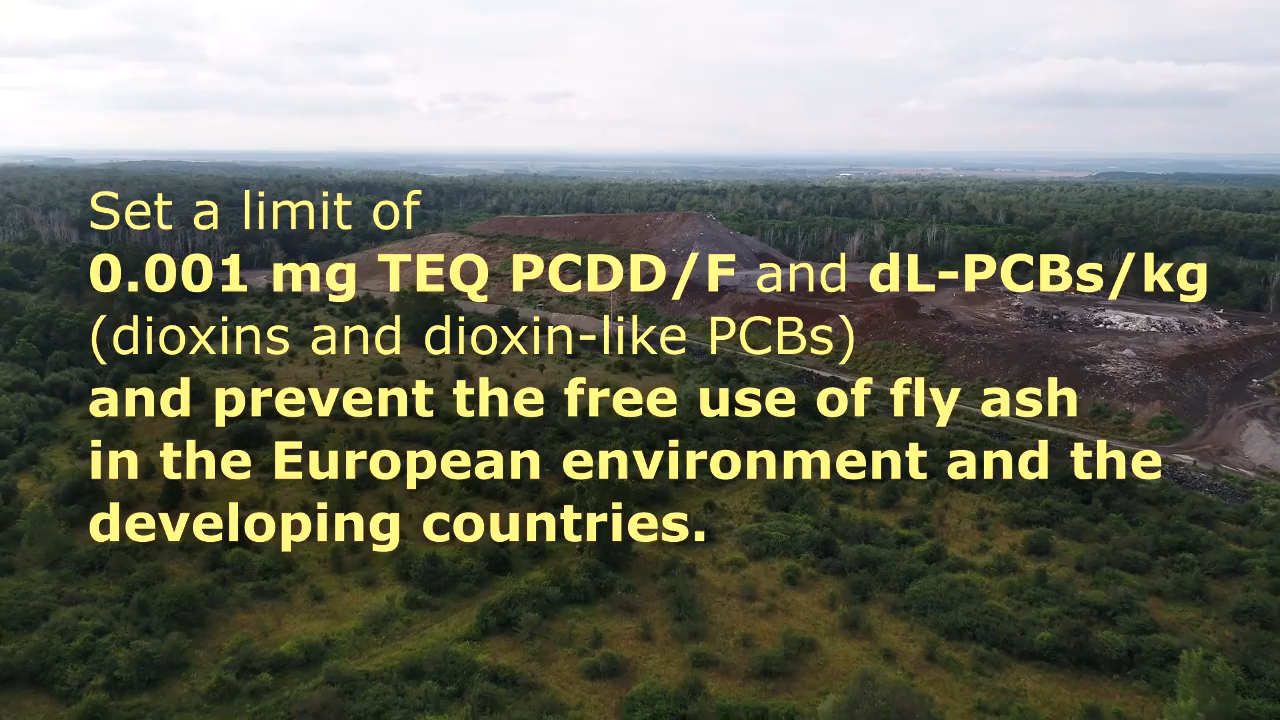 Set a limit of
0.001 mg TEQ PCDD/F and dL-PCBs/kg
(dioxins and dioxin-like PCBs)
and prevent the free use of fly ash
in the European environment and the
developing countries.